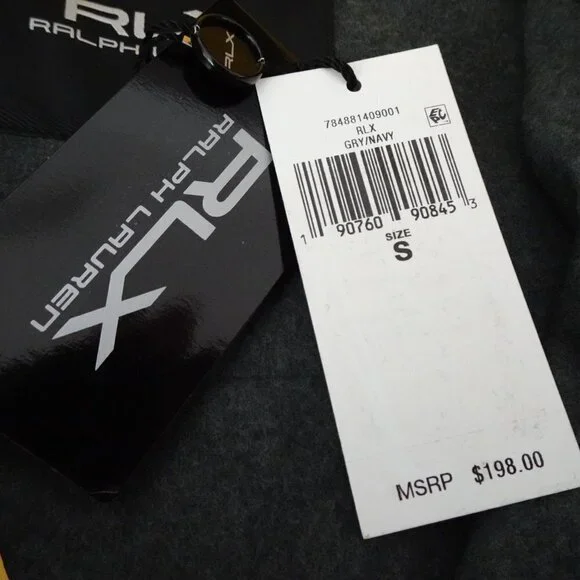 RLX
RALPH L
RLX
RLX
RALPH LAUREN
784881409001
RLX
GRY/NAVY
1 90760 90845 3
SIZE
S
MSRP $198.00